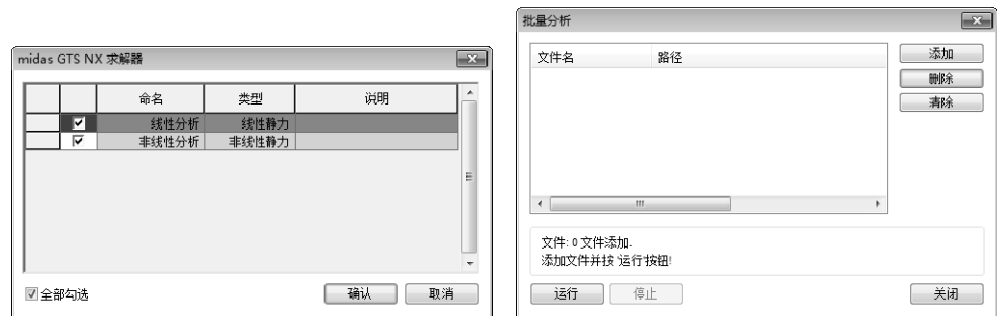 midas GTS NX 求解器
命名 类型 说明
线性分析 线性静力
非线性分析 非线性静力
全部勾选 确认 取消
批量分析
文件名 路径
添加
删除
清除
文件: 0 文件添加.
添加文件并按 '运行'按钮!
运行 停止 关闭